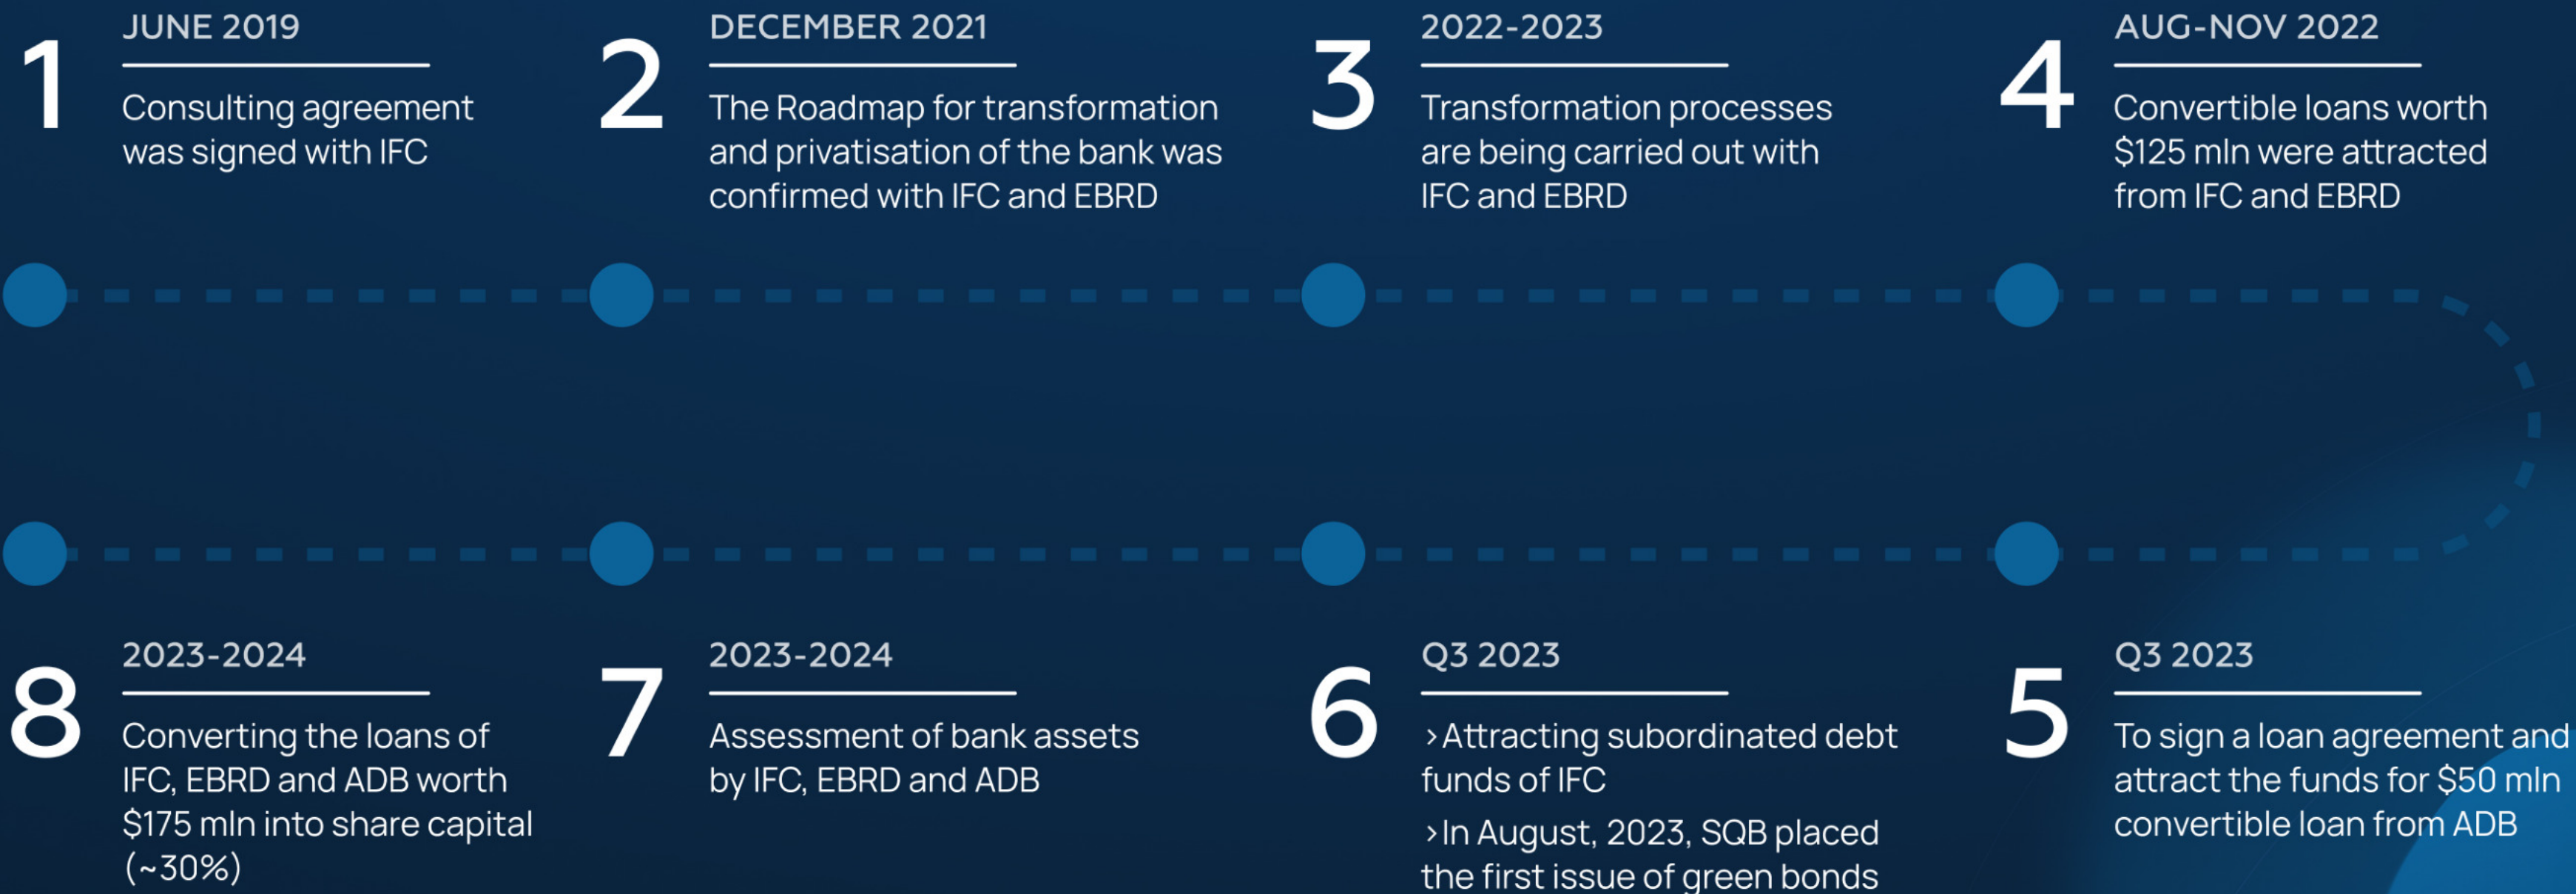 1
JUNE 2019
Consulting agreement
was signed with IFC
2
DECEMBER 2021
The Roadmap for transformation
and privatisation of the bank was
confirmed with IFC and EBRD
3
2022-2023
Transformation processes
are being carried out with
IFC and EBRD
4
AUG-NOV 2022
Convertible loans worth
$125 mln were attracted
from IFC and EBRD
5
Q3 2023
To sign a loan agreement and
attract the funds for $50 mln
convertible loan from ADB
6
Q3 2023
›Attracting subordinated debt
funds of IFC
›In August, 2023, SQB placed
the first issue of green bonds
7
2023-2024
Assessment of bank assets
by IFC, EBRD and ADB
8
2023-2024
Converting the loans of
IFC, EBRD and ADB worth
$175 mln into share capital
(~30%)